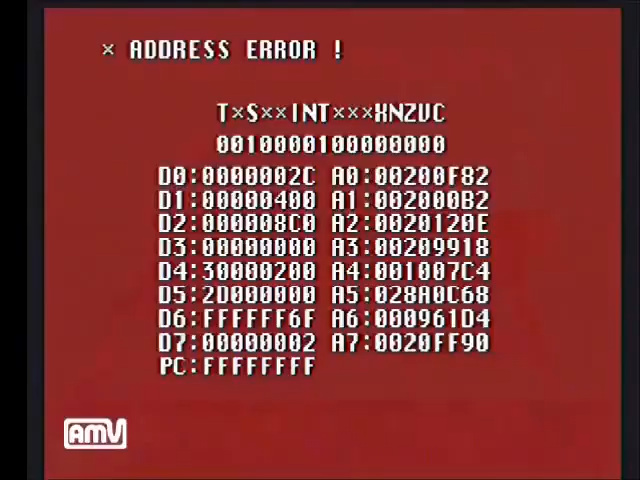 × ADDRESS ERROR !
T×S××INT×××XNZVC
0010000100000000
D0:0000002C A0:00200F82
D1:00000400 A1:002000B2
D2:000008C0 A2:0020120E
D3:00000000 A3:00209918
D4:30000200 A4:001007C4
D5:2D000000 A5:028A0C68
D6:FFFFFF6F A6:000961D4
D7:00000002 A7:0020FF90
PC:FFFFFFFF
AMV